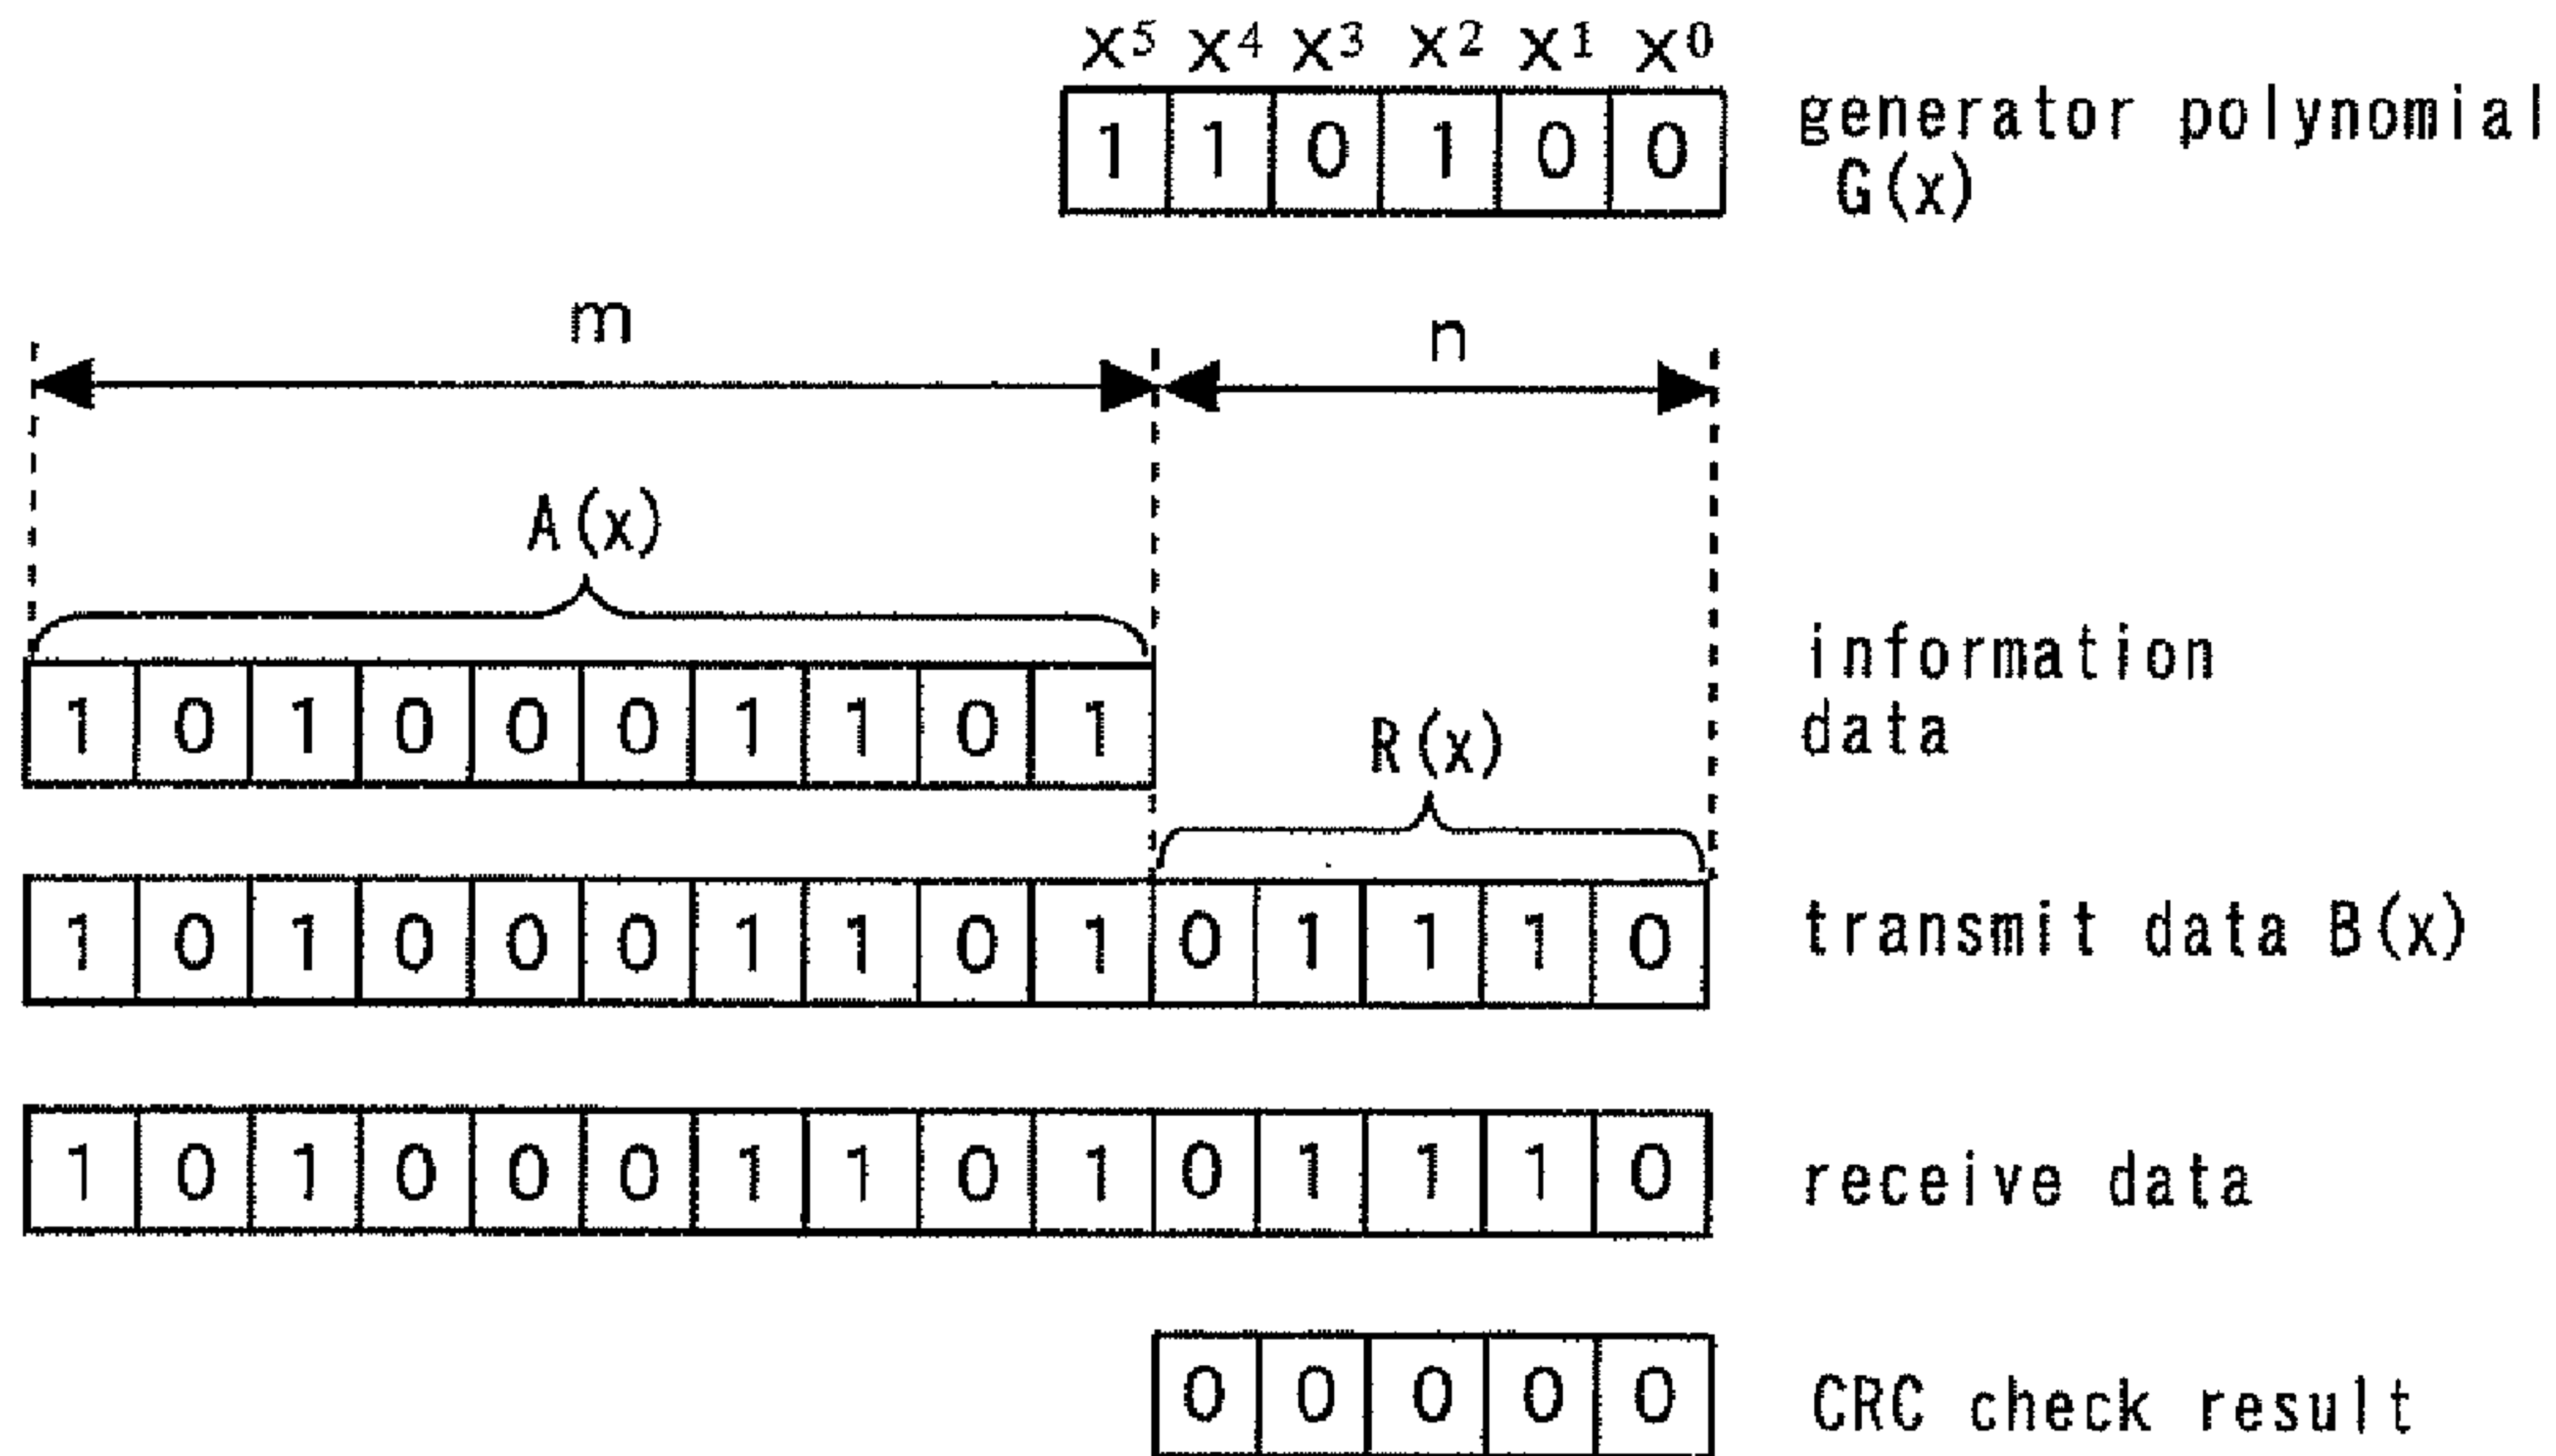 x⁵ x⁴ x³ x² x¹ x⁰
1 1 0 1 0 0
generator polynomial
G(x)
m
n
A(x)
information
data
1 0 1 0 0 0 1 1 0 1
R(x)
1 0 1 0 0 0 1 1 0 1 0 1 1 1 0
transmit data B(x)
1 0 1 0 0 0 1 1 0 1 0 1 1 1 0
receive data
0 0 0 0 0
CRC check result